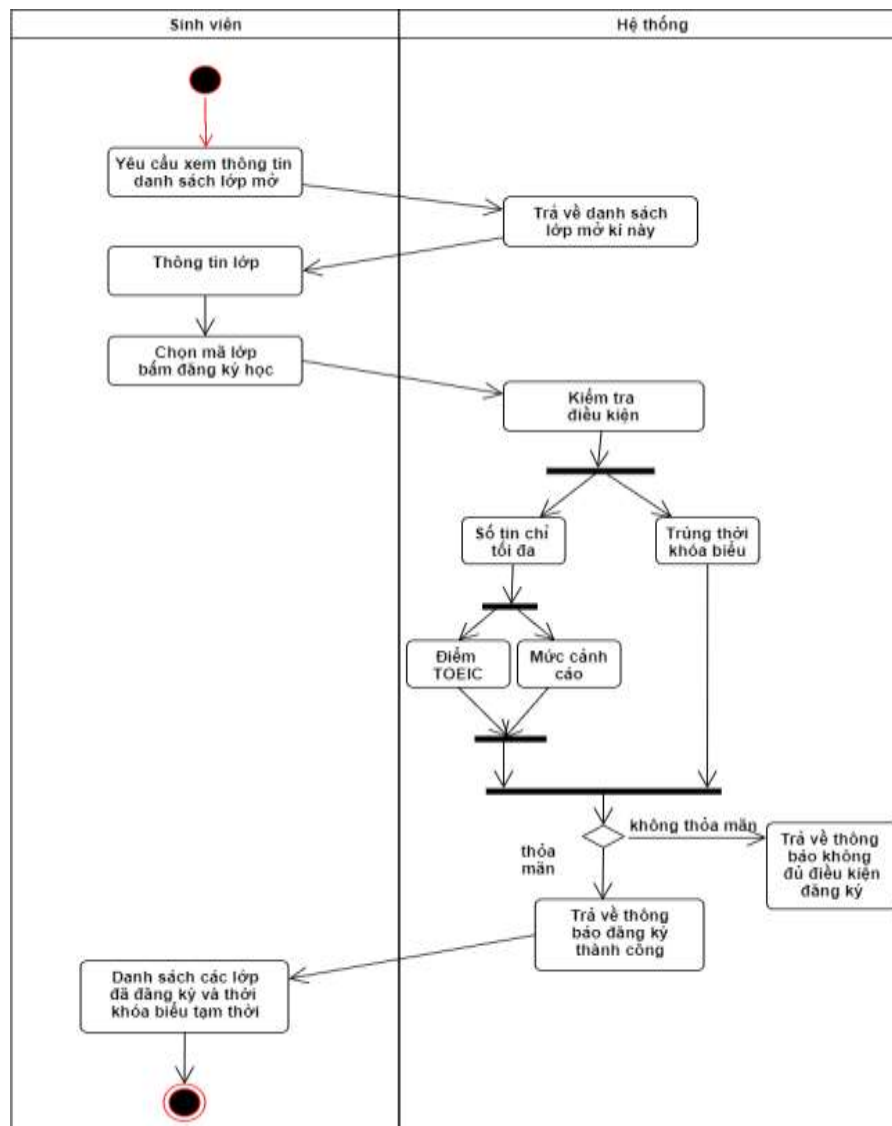 Sinh viên
Hệ thống
Yêu cầu xem thông tin
danh sách lớp mở
Trả về danh sách
lớp mở kì này
Thông tin lớp
Chọn mã lớp
bấm đăng ký học
Kiểm tra
điều kiện
Số tin chỉ
tối đa
Trùng thời
khóa biểu
Điểm
TOEIC
Mức cảnh
cáo
không thỏa mãn
thỏa
mãn
Trả về thông
báo không
đủ điều kiện
đăng ký
Trả về thông
báo đăng ký
thành công
Danh sách các lớp
đã đăng ký và thời
khóa biểu tạm thời